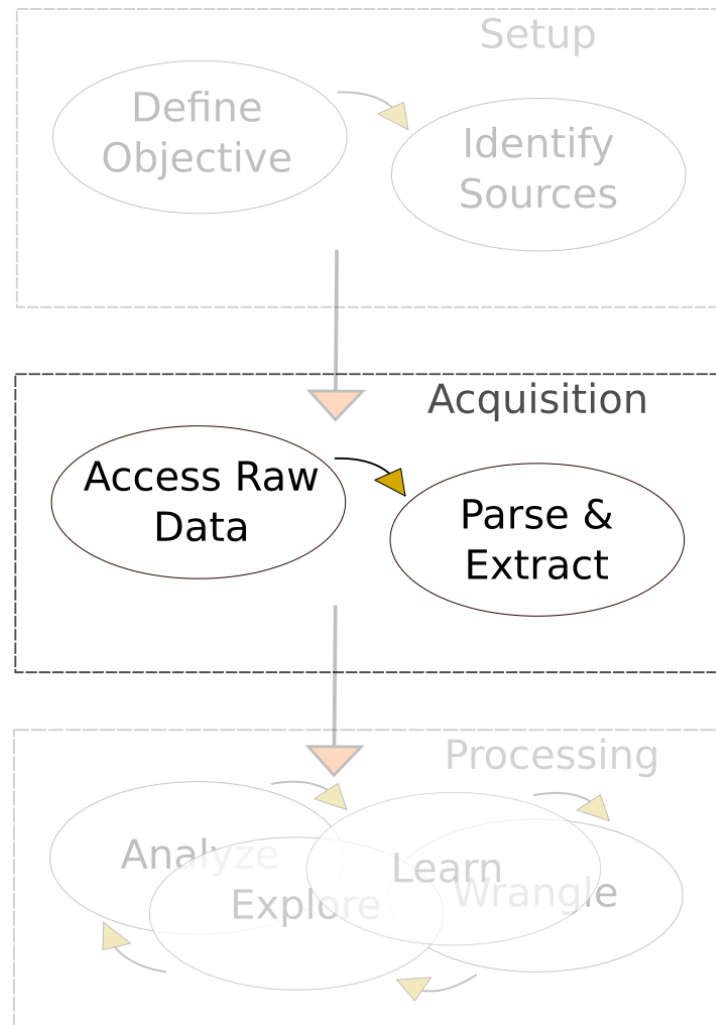 Setup
Define
Objective
Identify
Sources
Acquisition
Access Raw
Data
Parse &
Extract
Processing
Analyze
Learn
Wrangle
Explore